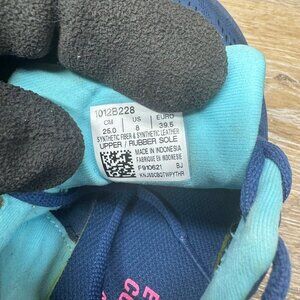 1012B228
CM US EURO
25.0 8 39.5
SYNTHETIC FIBER & SYNTHETIC LEATHER
UPPER / RUBBER SOLE
MADE IN INDONESIA
FABRIQUE EN INDONESIE
F910621 BJ